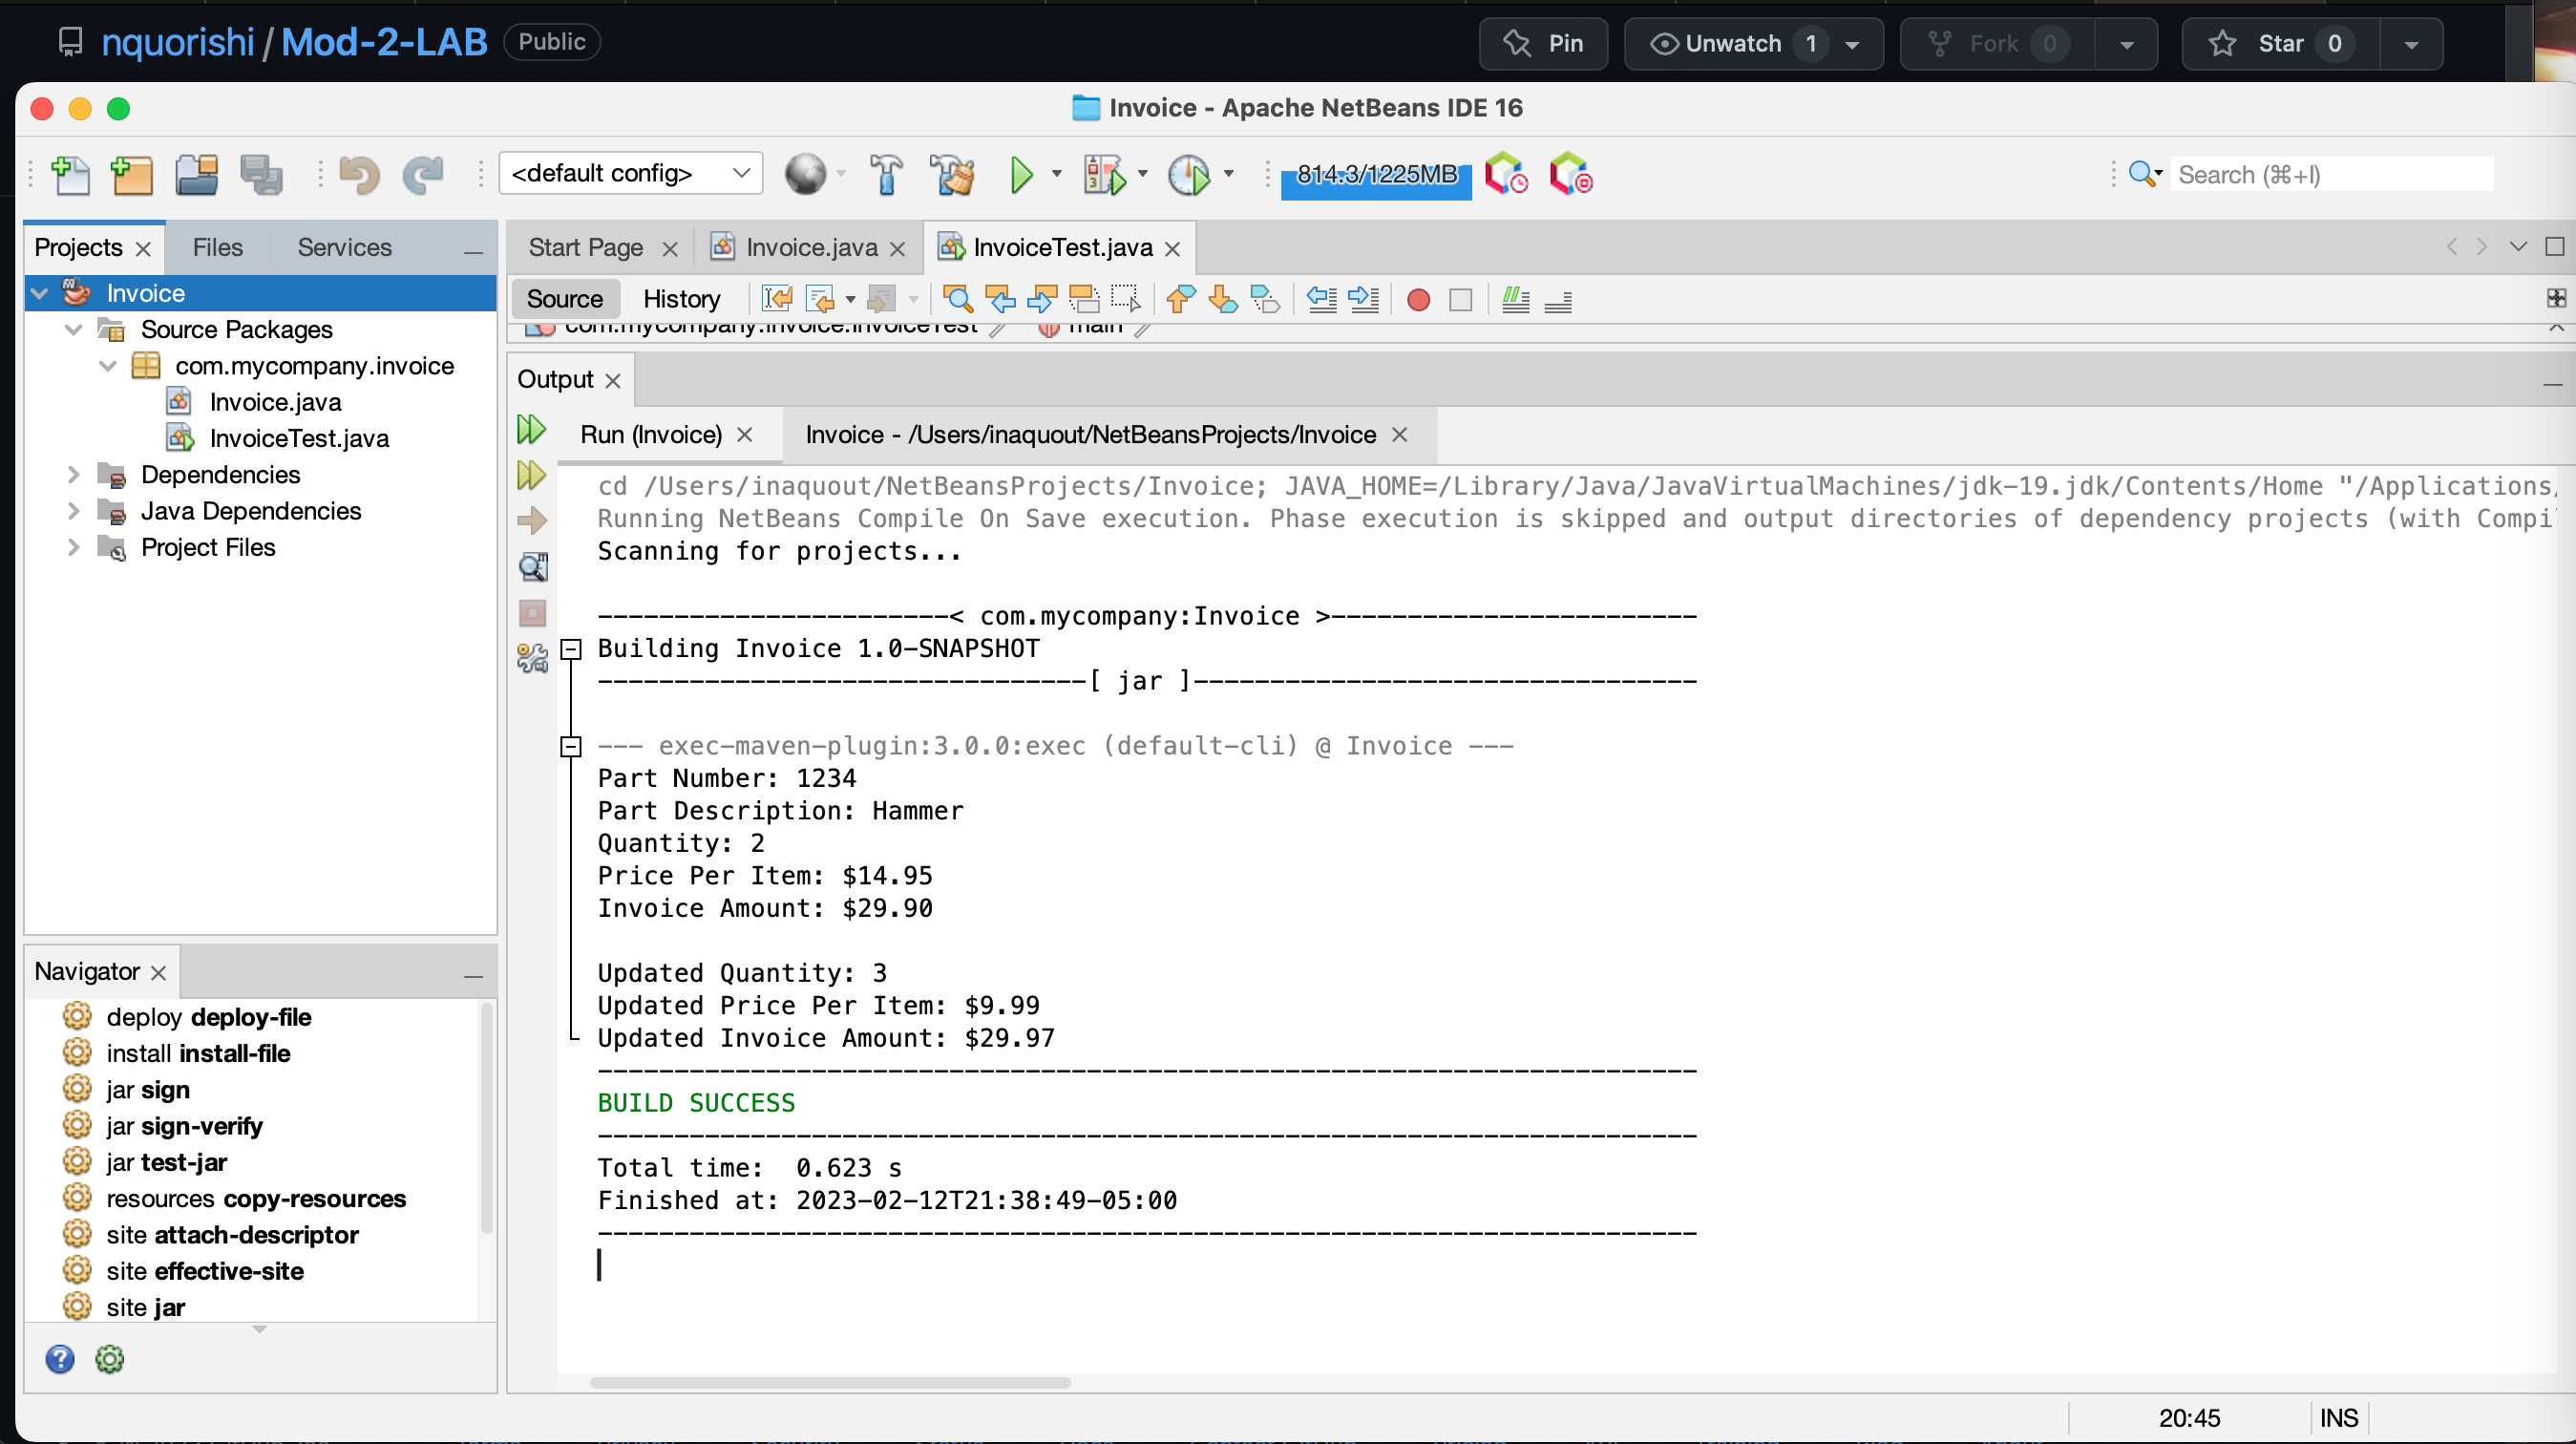 nquorishi / Mod-2-LAB Public Pin Unwatch 1 Fork 0 Star 0
Invoice - Apache NetBeans IDE 16
<default config> 814.3/1225MB Search (⌘+I)
Projects Files Services
Start Page Invoice.java InvoiceTest.java
Invoice
Source Packages
com.mycompany.invoice
Invoice.java
InvoiceTest.java
Dependencies
Java Dependencies
Project Files
Navigator
deploy deploy-file
install install-file
jar sign
jar sign-verify
jar test-jar
resources copy-resources
site attach-descriptor
site effective-site
site jar
Source History
com.mycompany.invoice.InvoiceTest main
Output
Run (Invoice) Invoice - /Users/inaquout/NetBeansProjects/Invoice
cd /Users/inaquout/NetBeansProjects/Invoice; JAVA_HOME=/Library/Java/JavaVirtualMachines/jdk-19.jdk/Contents/Home "/Applications/
Running NetBeans Compile On Save execution. Phase execution is skipped and output directories of dependency projects (with Compi
Scanning for projects...
-----------------------< com.mycompany:Invoice >------------------------
Building Invoice 1.0-SNAPSHOT
--------------------------------[ jar ]---------------------------------
--- exec-maven-plugin:3.0.0:exec (default-cli) @ Invoice ---
Part Number: 1234
Part Description: Hammer
Quantity: 2
Price Per Item: $14.95
Invoice Amount: $29.90
Updated Quantity: 3
Updated Price Per Item: $9.99
Updated Invoice Amount: $29.97
------------------------------------------------------------------------
BUILD SUCCESS
------------------------------------------------------------------------
Total time:  0.623 s
Finished at: 2023-02-12T21:38:49-05:00
------------------------------------------------------------------------
20:45 INS